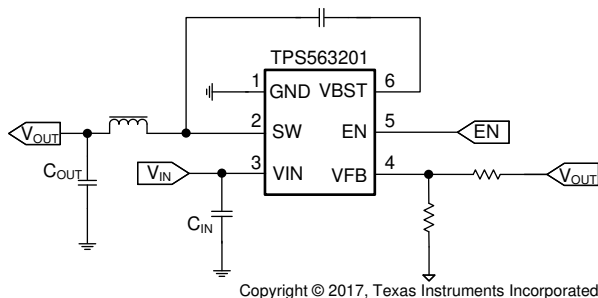 TPS563201
1 GND VBST 6
2 SW EN 5 EN
3 VIN VFB 4
VOUT
COUT
VIN
CIN
VOUT
Copyright © 2017, Texas Instruments Incorporated